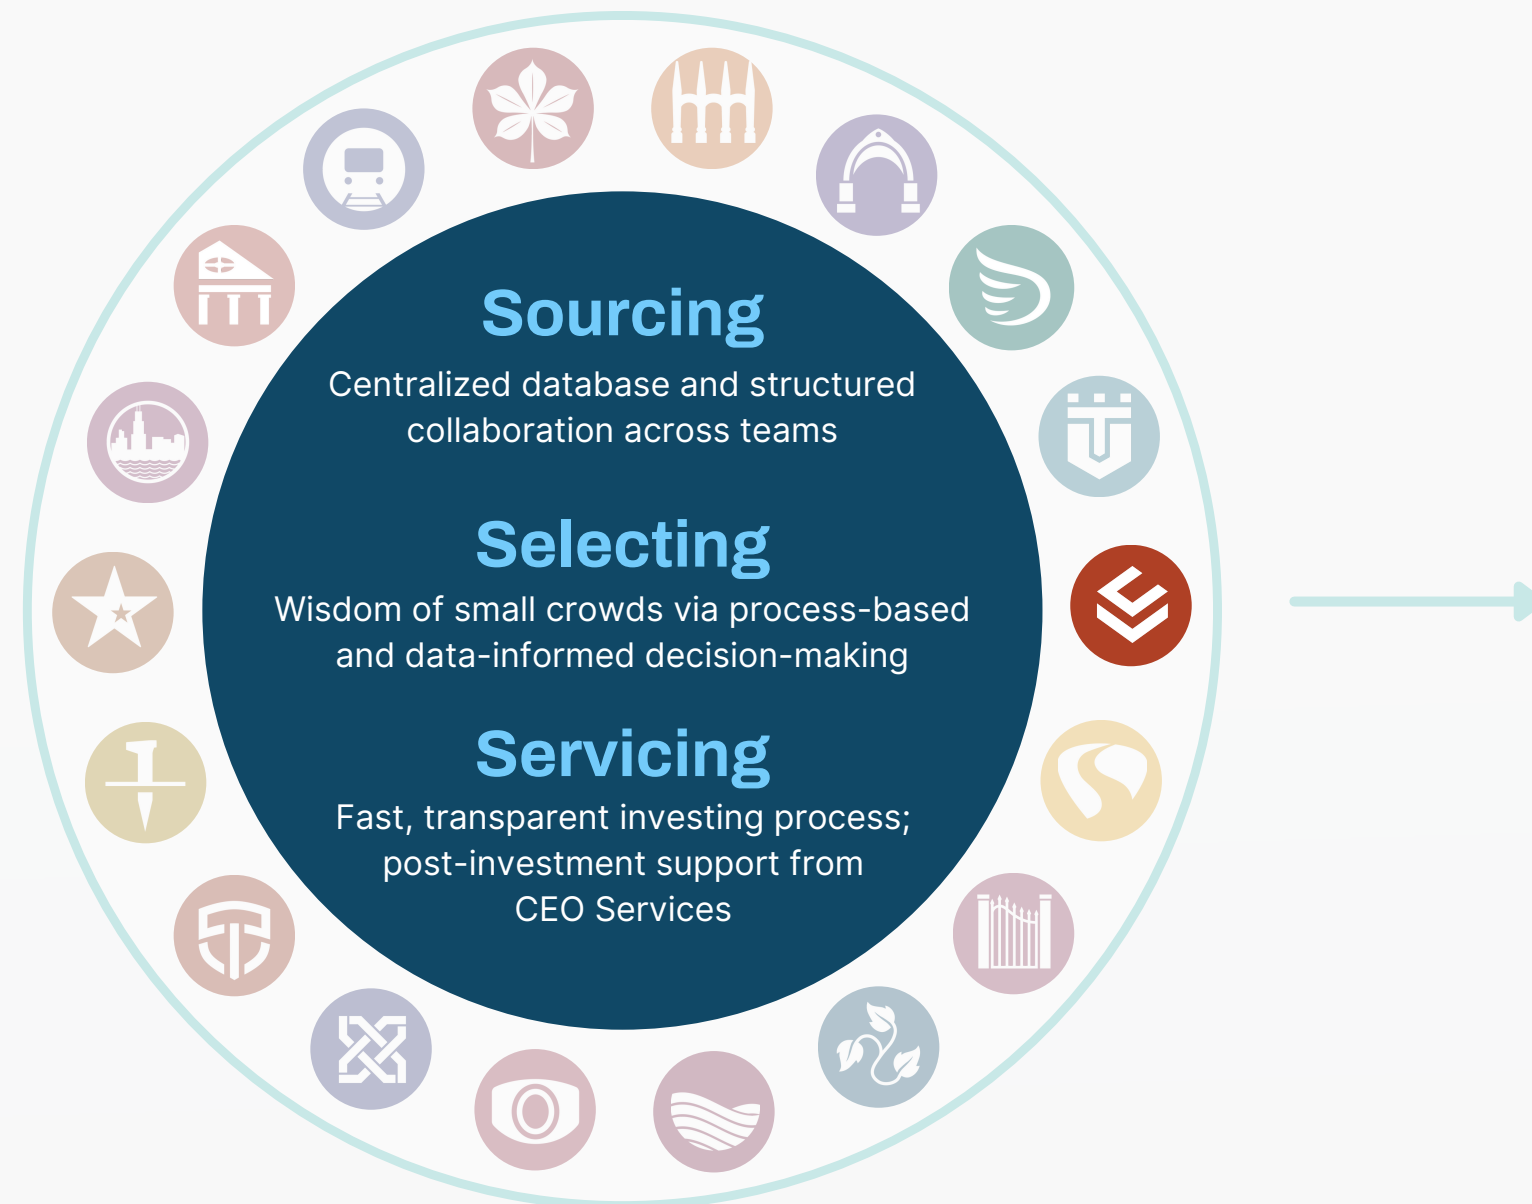 Sourcing
Centralized database and structured
collaboration across teams
Selecting
Wisdom of small crowds via process-based
and data-informed decision-making
Servicing
Fast, transparent investing process;
post-investment support from
CEO Services